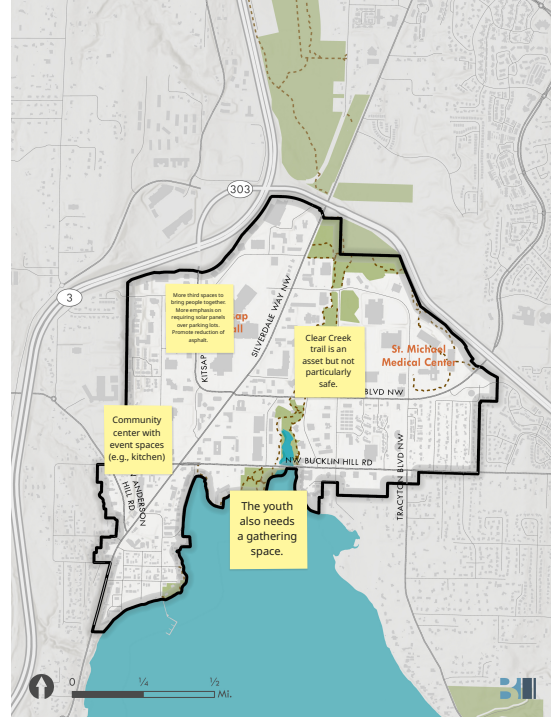 303
3
More third spaces to
bring people together.
More emphasis on
requiring solar panels
over parking lots.
Promote reduction of
asphalt.
SILVERDALE WAY NW
KITSAP
Clear Creek
trail is an
asset but not
particularly
safe.
St. Michael
Medical Center
BLVD NW
Community
center with
event spaces
(e.g., kitchen)
NW BUCKLIN HILL RD
TRACYTON BLVD NW
ANDERSON
HILL RD
The youth
also needs
a gathering
space.
0 1/4 1/2
Mi.